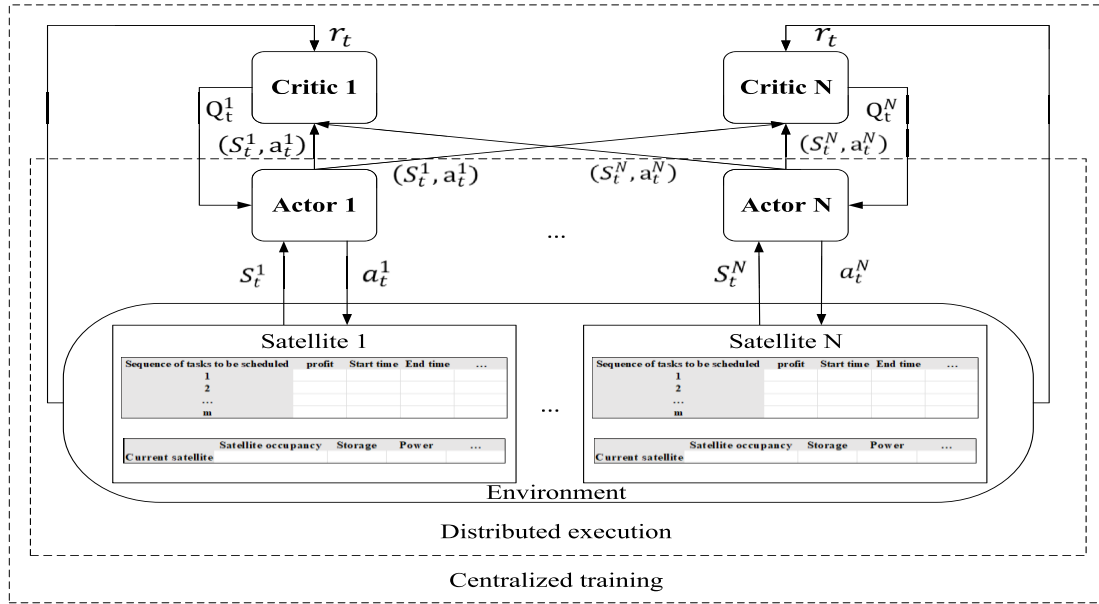 r_t r_t
Critic 1 Critic N
Q_t^1 Q_t^N
(S_t^1, a_t^1) (S_t^N, a_t^N)
(S_t^1, a_t^1) (S_t^N, a_t^N)
Actor 1 Actor N
...
S_t^1 a_t^1 S_t^N a_t^N
Satellite 1
Sequence of tasks to be scheduled profit Start time End time ...
1
2
...
m
Satellite occupancy Storage Power ...
Current satellite
...
Satellite N
Sequence of tasks to be scheduled profit Start time End time ...
1
2
...
m
Satellite occupancy Storage Power ...
Current satellite
Environment
Distributed execution
Centralized training